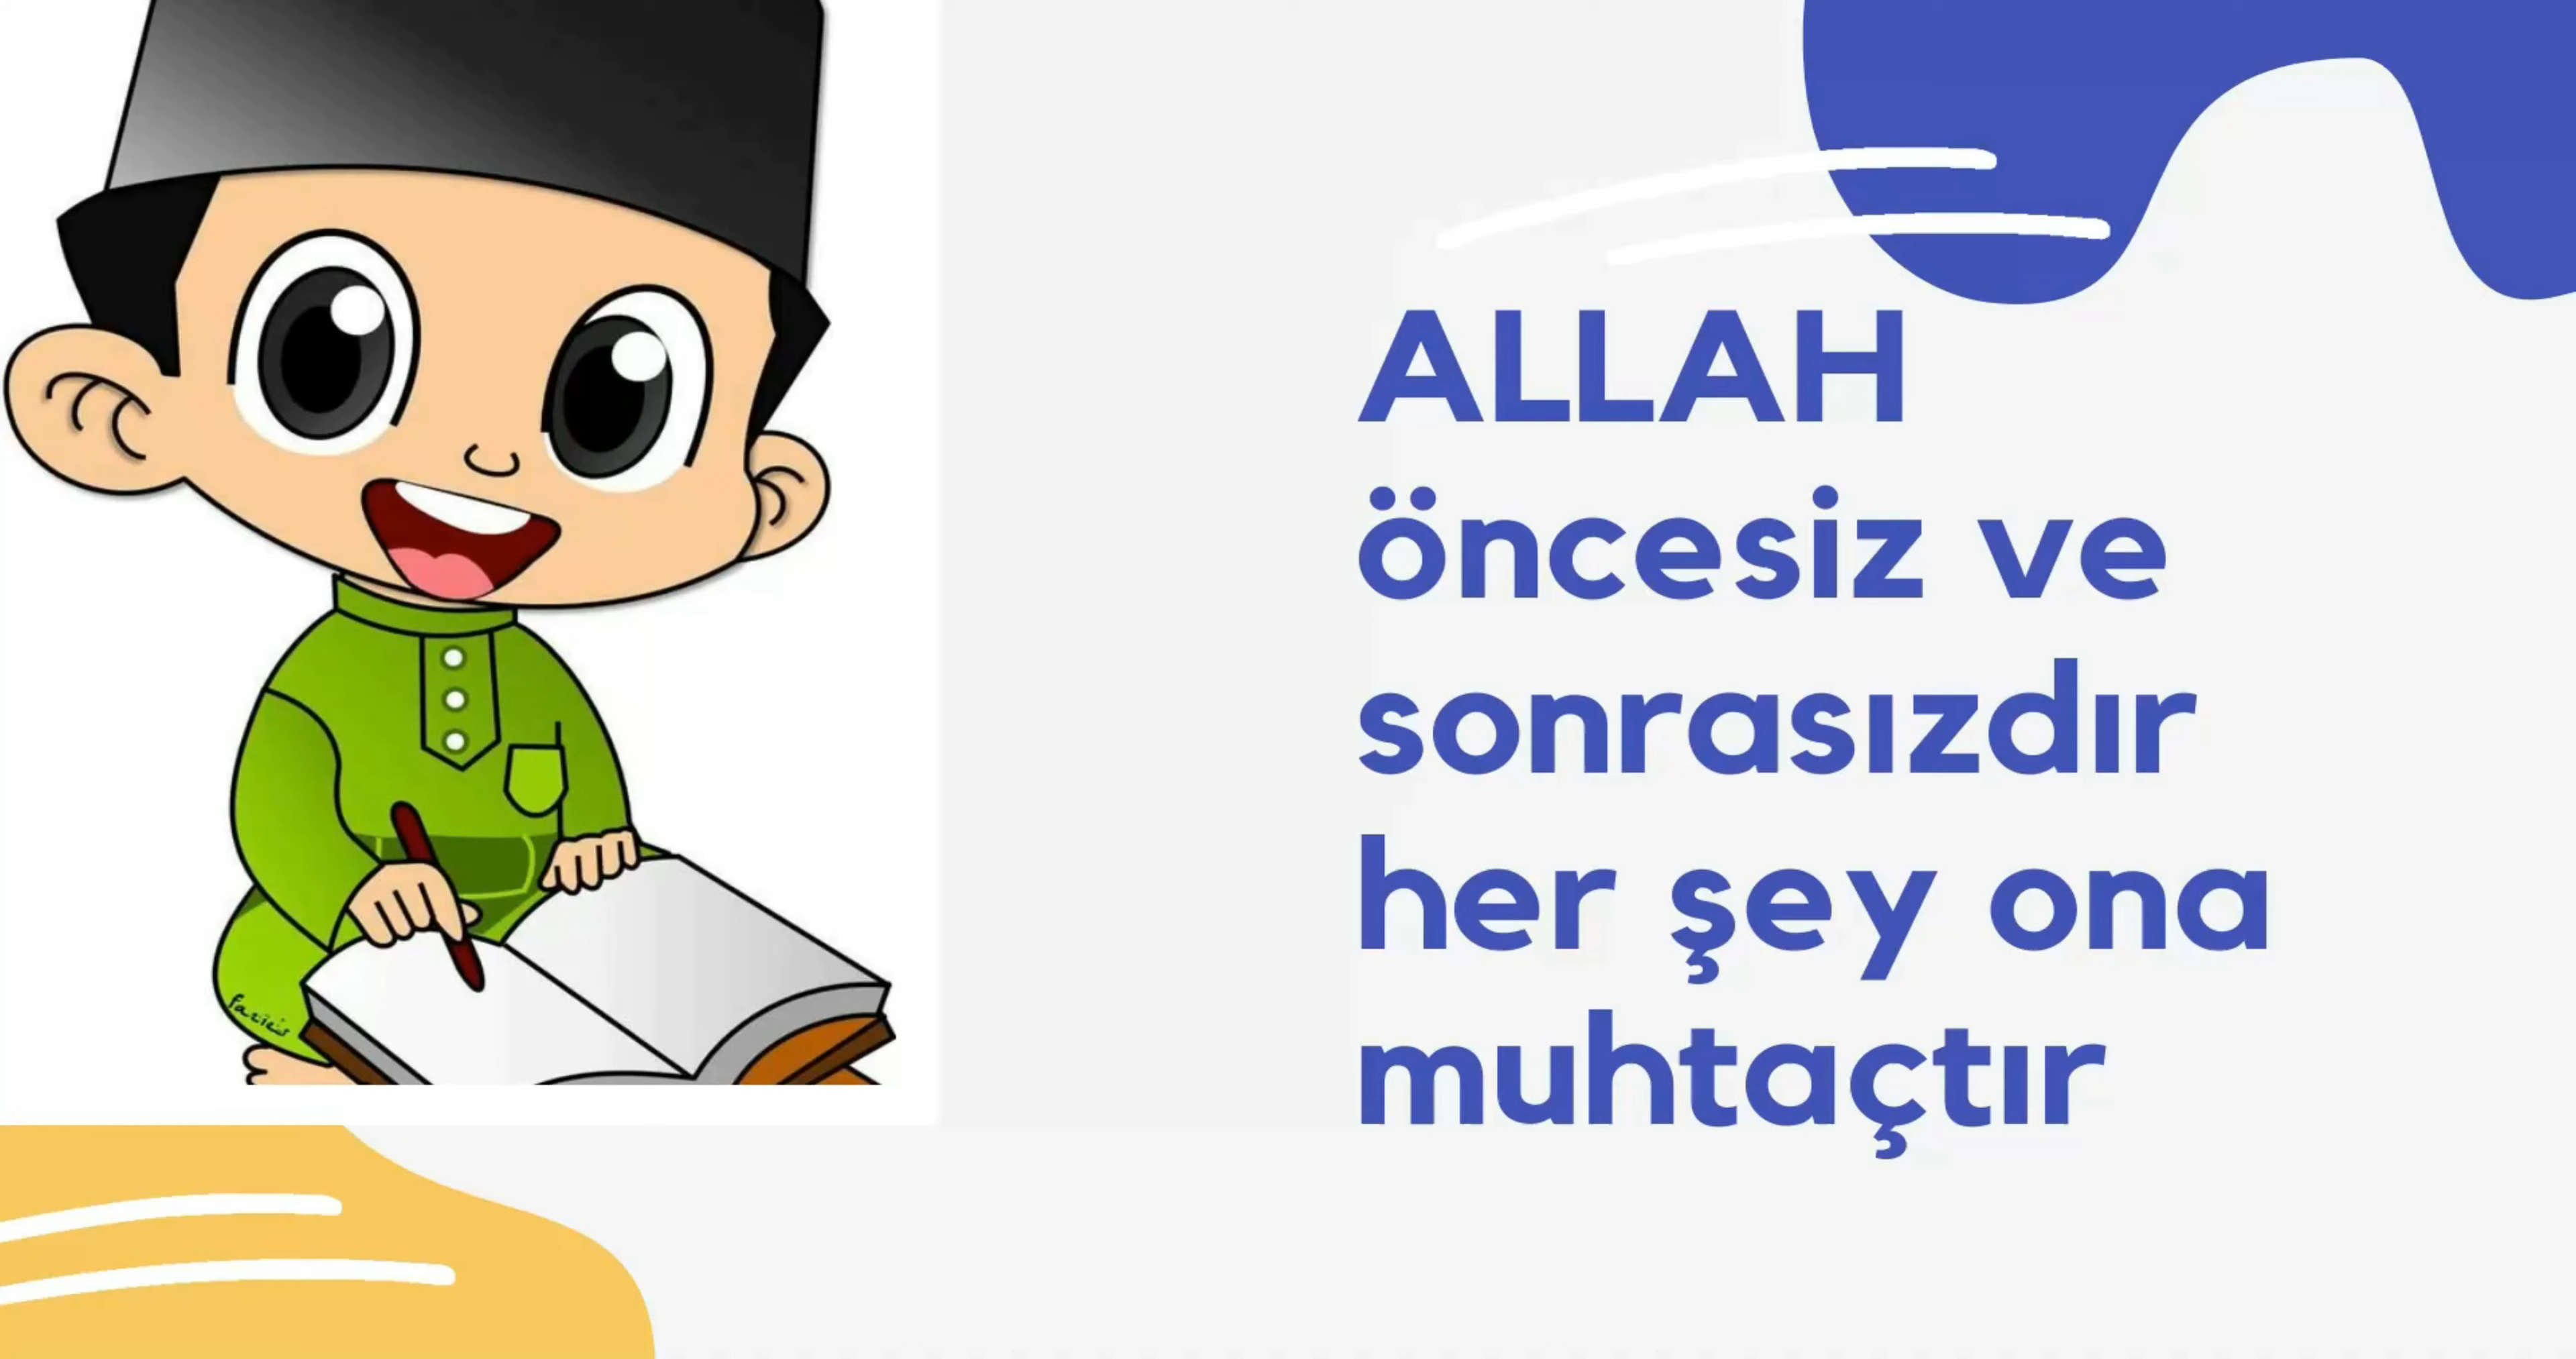 ALLAH
öncesiz ve
sonrasızdır
her şey ona
muhtaçtır